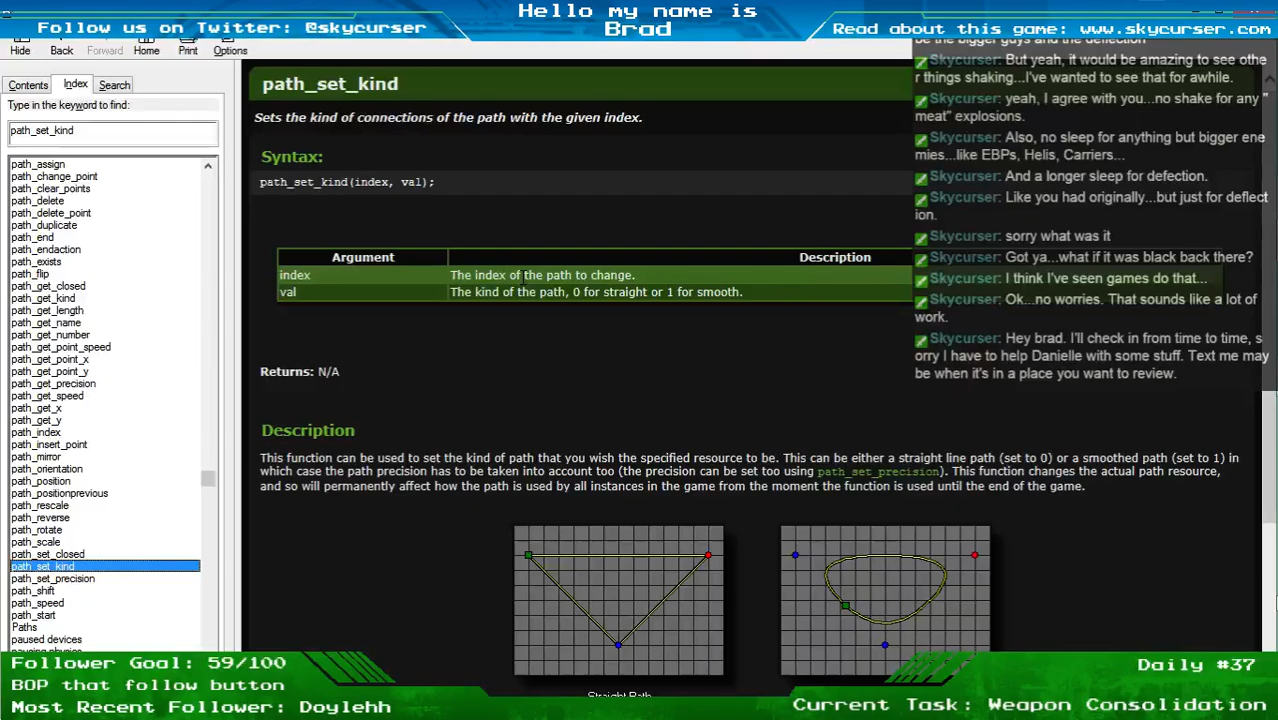 Follow us on Twitter: @skycurser
Hello my name is
Brad
Read about this game: www.skycurser.com
Hide
Back
Forward
Home
Print
Options
Contents
Index
Search
Type in the keyword to find:
path_set_kind
path_assign
path_change_point
path_clear_points
path_delete
path_delete_point
path_duplicate
path_end
path_endaction
path_exists
path_flip
path_get_closed
path_get_kind
path_get_length
path_get_name
path_get_number
path_get_point_speed
path_get_point_x
path_get_point_y
path_get_precision
path_get_speed
path_get_x
path_get_y
path_index
path_insert_point
path_mirror
path_orientation
path_position
path_positionprevious
path_rescale
path_reverse
path_rotate
path_scale
path_set_closed
path_set_kind
path_set_precision
path_shift
path_speed
path_start
Paths
paused devices
path_set_kind
Sets the kind of connections of the path with the given index.
Syntax:
path_set_kind(index, val);
Argument
Description
index
The index of the path to change.
val
The kind of the path, 0 for straight or 1 for smooth.
Returns: N/A
Description
This function can be used to set the kind of path that you wish the specified resource to be. This can be either a straight line path (set to 0) or a smoothed path (set to 1) in
which case the path precision has to be taken into account too (the precision can be set too using path_set_precision). This function changes the actual path resource,
and so will permanently affect how the path is used by all instances in the game from the moment the function is used until the end of the game.
be the bigger guys and the deflection
Skycurser: But yeah, it would be amazing to see othe
r things shaking...I've wanted to see that for awhile.
Skycurser: yeah, I agree with you...no shake for any "
meat" explosions.
Skycurser: Also, no sleep for anything but bigger ene
mies...like EBPs, Helis, Carriers...
Skycurser: And a longer sleep for defection.
Skycurser: Like you had originally...but just for deflect
ion.
Skycurser: sorry what was it
Skycurser: Got ya...what if it was black back there?
Skycurser: I think I've seen games do that...
Skycurser: Ok...no worries. That sounds like a lot of
work.
Skycurser: Hey brad. I'll check in from time to time, s
orry I have to help Danielle with some stuff. Text me may
be when it's in a place you want to review.
Follower Goal: 59/100
BOP that follow button
Most Recent Follower: Doylehh
Daily #37
Current Task: Weapon Consolidation